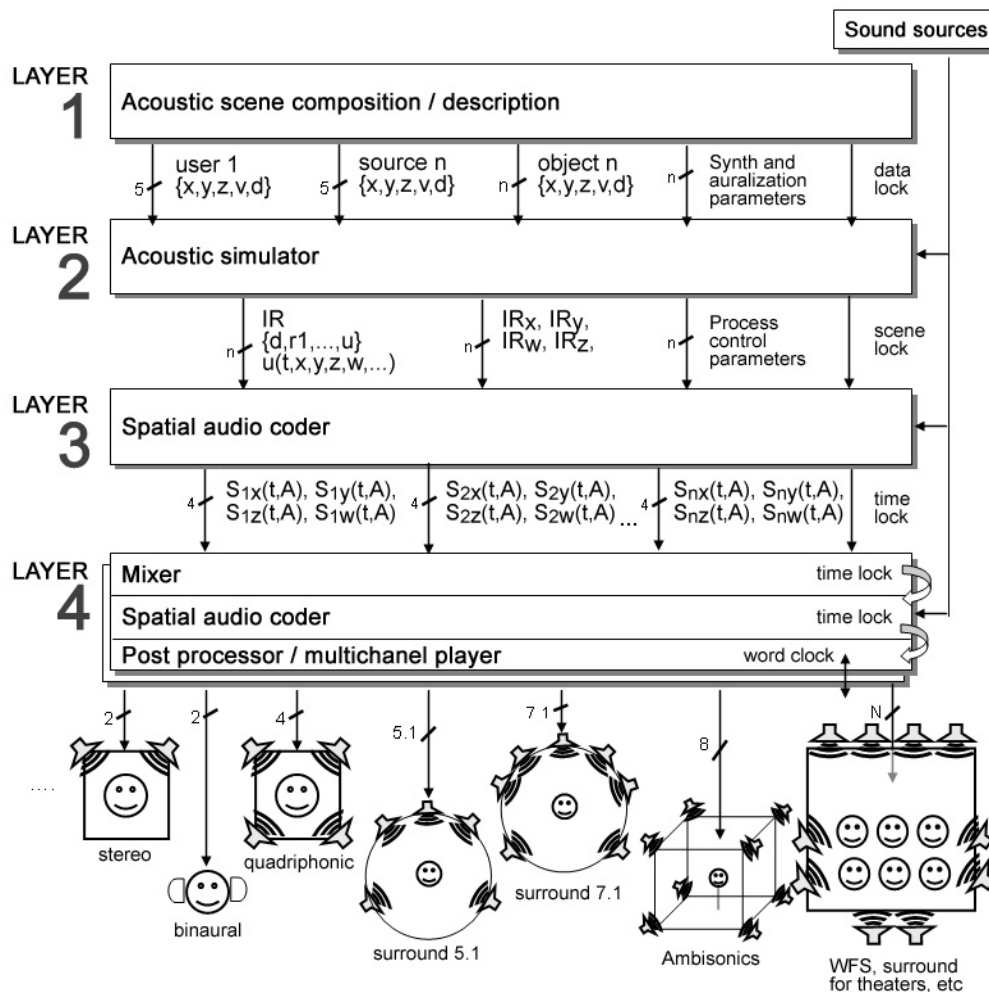 Sound sources
LAYER
1
Acoustic scene composition / description
user 1
{x,y,z,v,d}
5
source n
{x,y,z,v,d}
5
object n
{x,y,z,v,d}
n
Synth and
auralization
parameters
n
data
lock
LAYER
2
Acoustic simulator
IR
{d,r1,...,u}
u(t,x,y,z,w,...)
n
IRx, IRy,
IRw, IRz,
n
Process
control
parameters
n
scene
lock
LAYER
3
Spatial audio coder
4
S1x(t,A), S1y(t,A),
S1z(t,A), S1w(t,A)
4
S2x(t,A), S2y(t,A),
S2z(t,A), S2w(t,A) ...
4
Snx(t,A), Sny(t,A),
Snz(t,A), Snw(t,A)
time
lock
LAYER
4
Mixer
time lock
Spatial audio coder
time lock
Post processor / multichanel player
word clock
2
2
4
5.1
7 1
8
N
....
stereo
binaural
quadriphonic
surround 5.1
surround 7.1
Ambisonics
WFS, surround
for theaters, etc